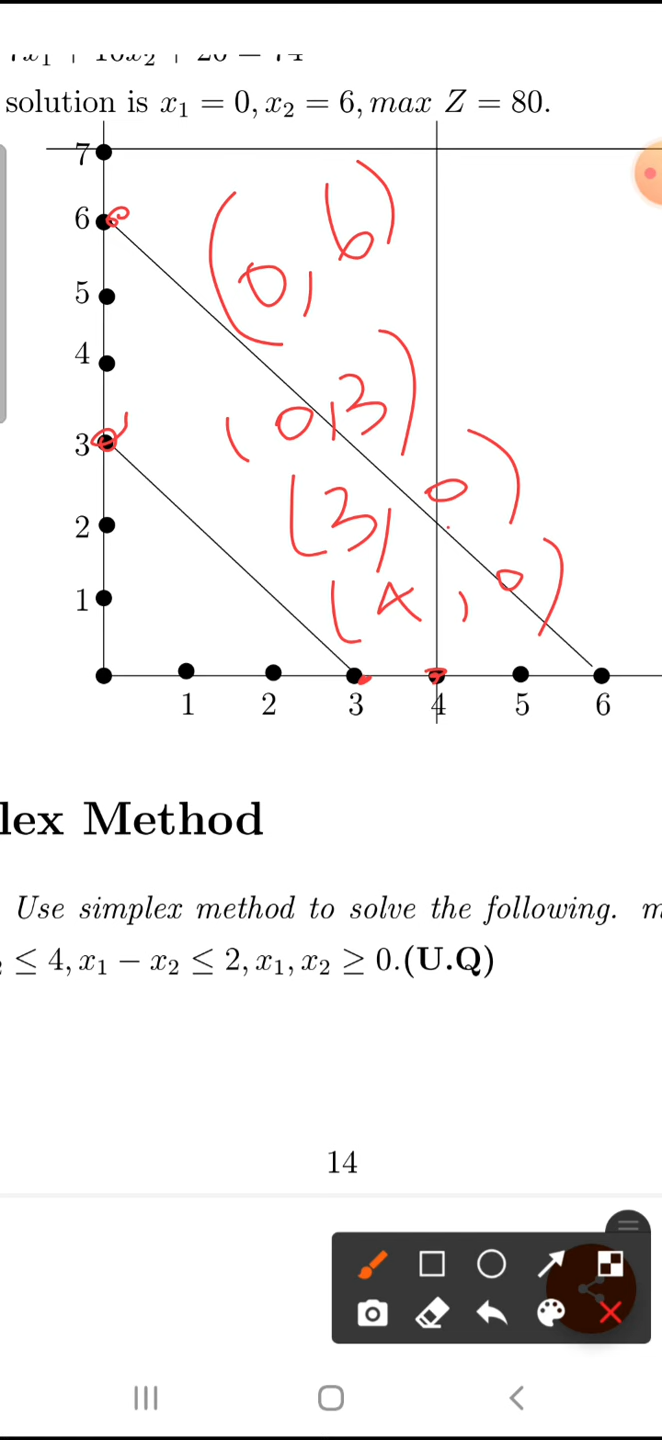 solution is x₁ = 0, x₂ = 6, max Z = 80.
7
6
(0, 6)
5
4
(0,3)
3
(3, 0)
2
(4, 0)
1
1 2 3 4 5 6
lex Method
Use simplex method to solve the following. m
≤ 4, x₁ − x₂ ≤ 2, x₁, x₂ ≥ 0.(U.Q)
14